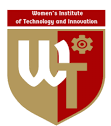 Women's Institute
of Technology and Innovation
WT